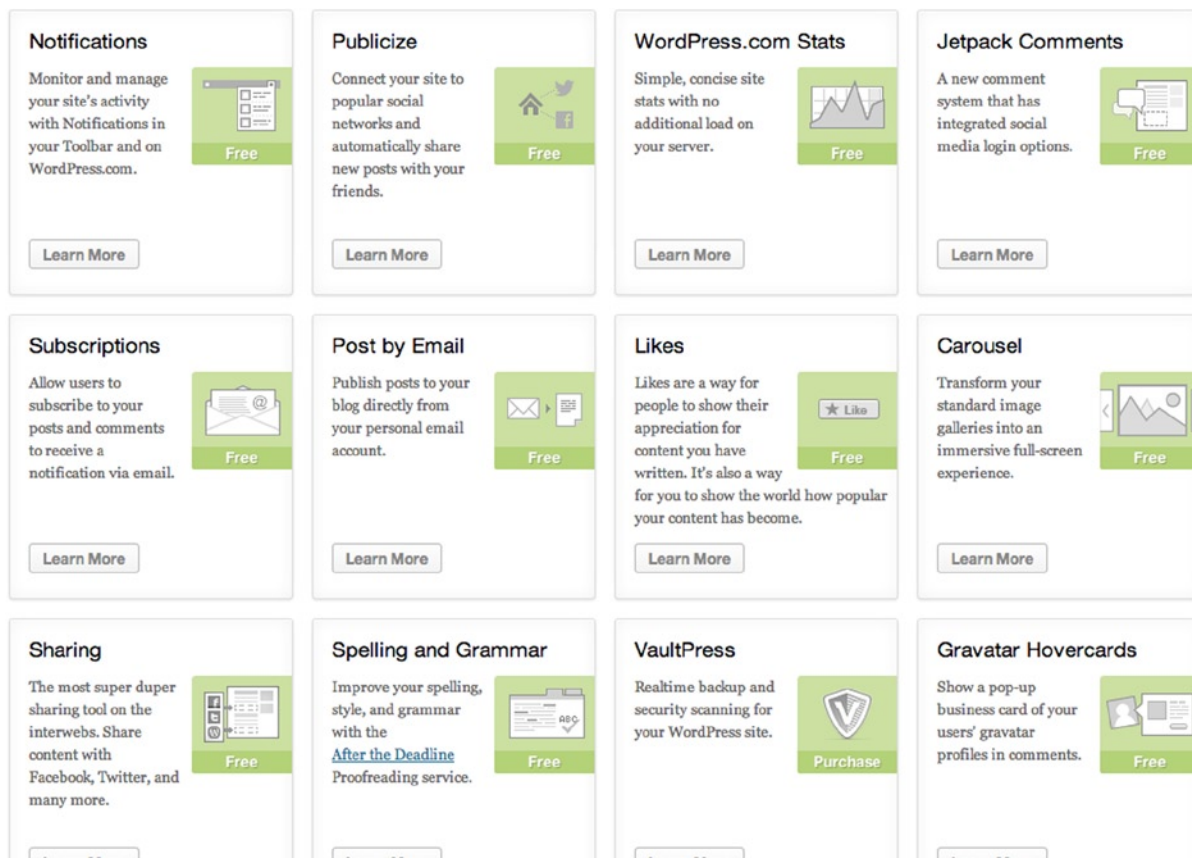 Notifications
Monitor and manage
your site's activity
with Notifications in
your Toolbar and on
WordPress.com.
Free
Learn More
Publicize
Connect your site to
popular social
networks and
automatically share
new posts with your
friends.
Free
Learn More
WordPress.com Stats
Simple, concise site
stats with no
additional load on
your server.
Free
Learn More
Jetpack Comments
A new comment
system that has
integrated social
media login options.
Free
Learn More
Subscriptions
Allow users to
subscribe to your
posts and comments
to receive a
notification via email.
@
Free
Learn More
Post by Email
Publish posts to your
blog directly from
your personal email
account.
Free
Learn More
Likes
Likes are a way for
people to show their
appreciation for
content you have
written. It's also a way
for you to show the world how popular
your content has become.
Like
Free
Learn More
Carousel
Transform your
standard image
galleries into an
immersive full-screen
experience.
Free
Learn More
Sharing
The most super duper
sharing tool on the
interwebs. Share
content with
Facebook, Twitter, and
many more.
Free
Spelling and Grammar
Improve your spelling,
style, and grammar
with the
After the Deadline
Proofreading service.
ABC
Free
VaultPress
Realtime backup and
security scanning for
your WordPress site.
Purchase
Gravatar Hovercards
Show a pop-up
business card of your
users' gravatar
profiles in comments.
Free